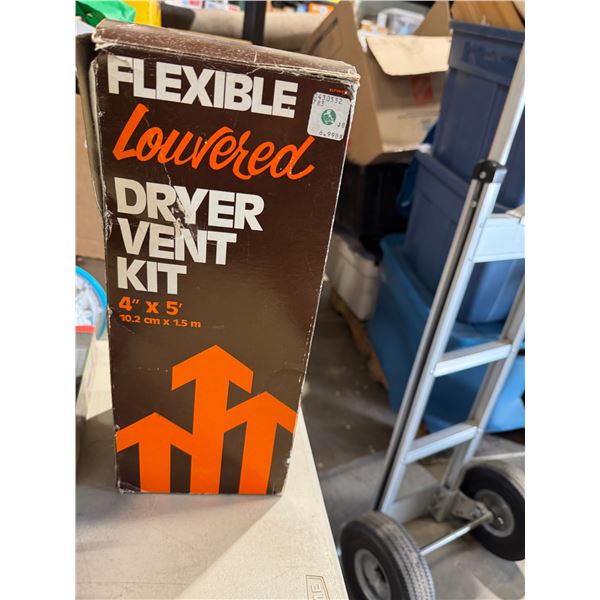 FLEXIBLE
Louvered
DRYER
VENT
KIT
4" x 5'
10.2 cm x 1.5 m